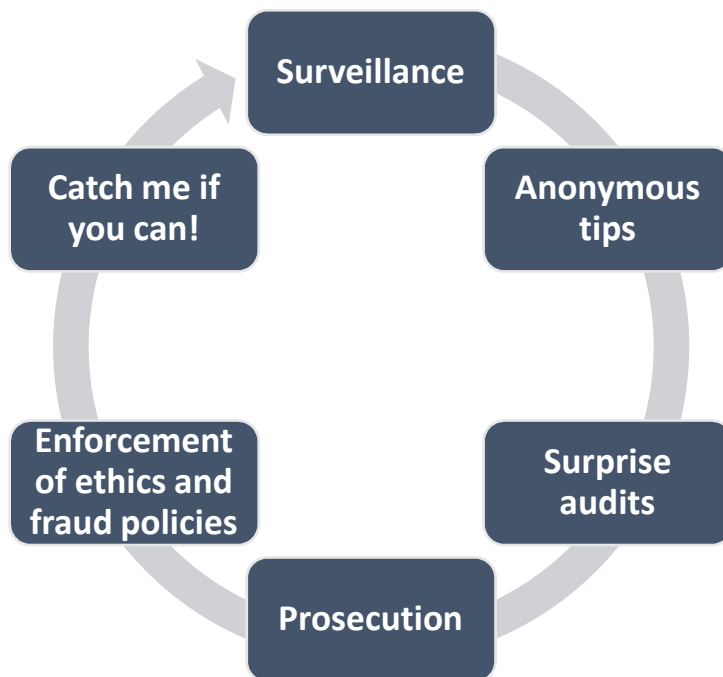 Surveillance
Anonymous
tips
Surprise
audits
Prosecution
Enforcement
of ethics and
fraud policies
Catch me if
you can!